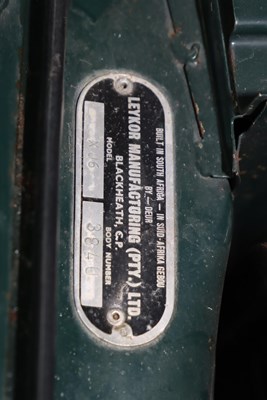 BUILT IN SOUTH AFRICA — IN SUID-AFRIKA GEBOU
BY — DEUR
LEYKOR MANUFACTURING (PTY.) LTD.
BLACKHEATH, C.P.
MODEL
BODY NUMBER